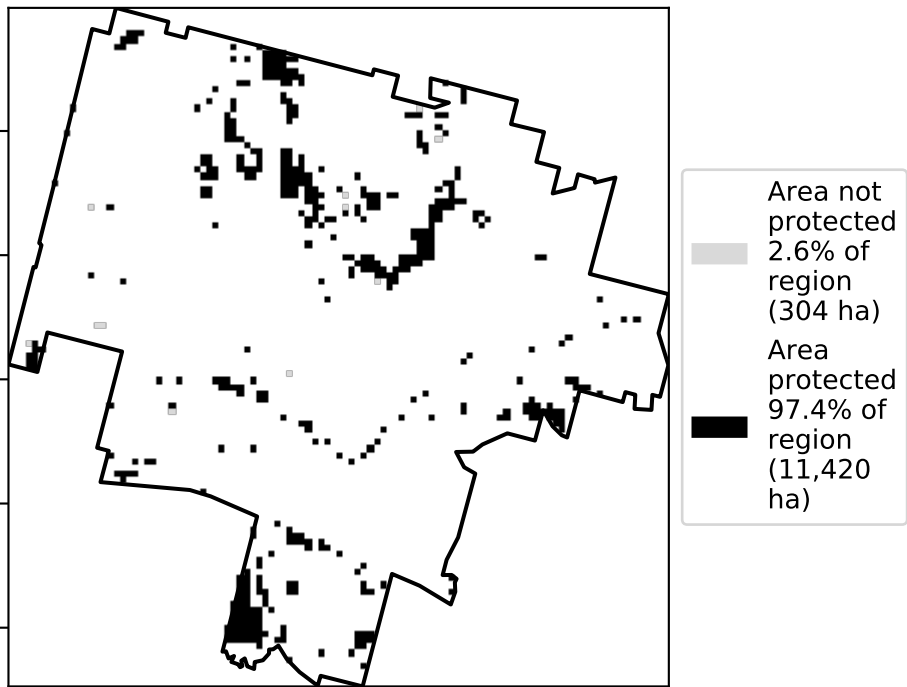 Area not
protected
2.6% of
region
(304 ha)
Area
protected
97.4% of
region
(11,420
ha)